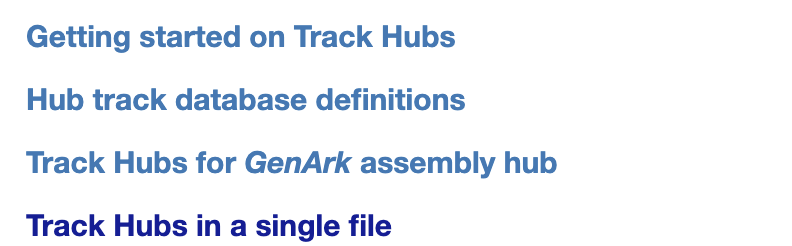 Getting started on Track Hubs
Hub track database definitions
Track Hubs for GenArk assembly hub
Track Hubs in a single file